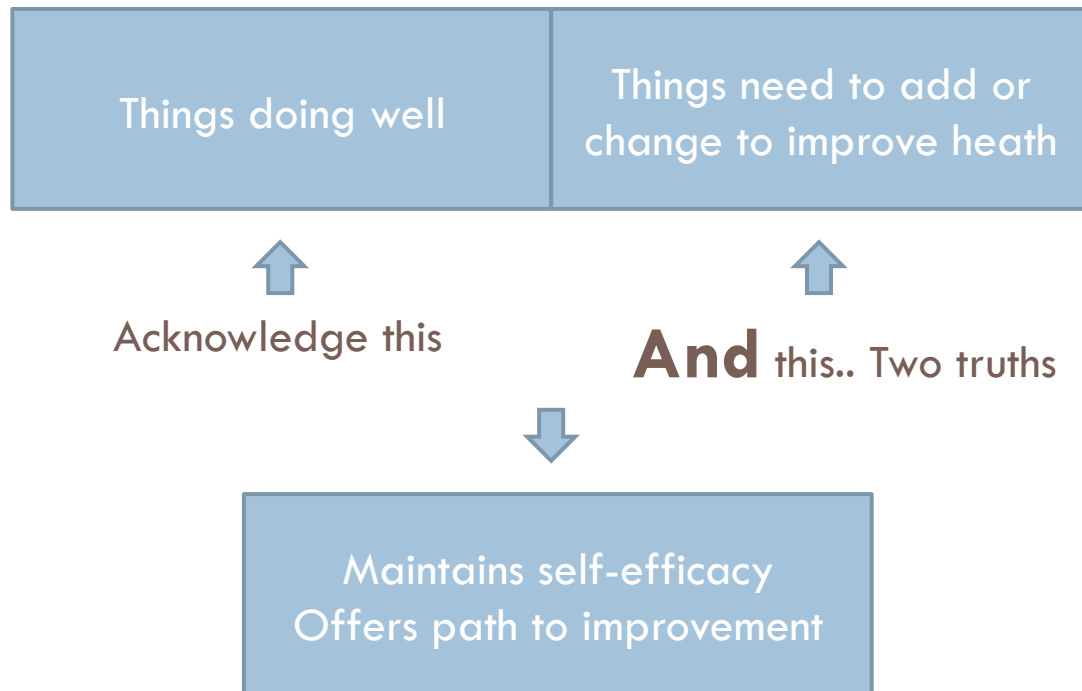 Things doing well
Things need to add or
change to improve heath
Acknowledge this
And this.. Two truths
Maintains self-efficacy
Offers path to improvement